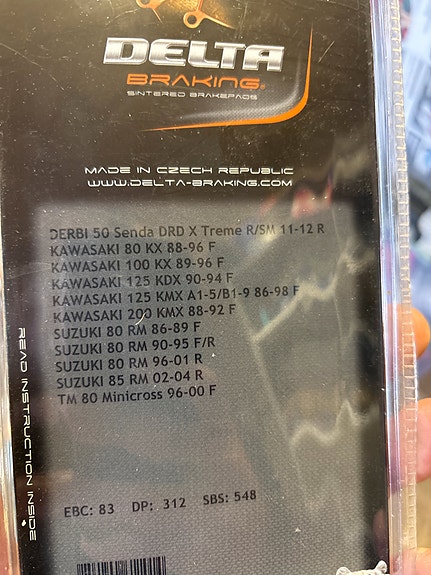 DELTA
BRAKING®
SINTERED BRAKEPADS
MADE IN CZECH REPUBLIC
WWW.DELTA-BRAKING.COM
DERBI 50 Senda DRD X Treme R/SM 11-12 R
KAWASAKI 80 KX 88-96 F
KAWASAKI 100 KX 89-96 F
KAWASAKI 125 KDX 90-94 F
KAWASAKI 125 KMX A1-5/B1-9 86-98 F
KAWASAKI 200 KMX 88-92 F
SUZUKI 80 RM 86-89 F
SUZUKI 80 RM 90-95 F/R
SUZUKI 80 RM 96-01 R
SUZUKI 85 RM 02-04 R
TM 80 Minicross 96-00 F
EBC: 83 DP: 312 SBS: 548
READ INSTRUCTION INSIDE